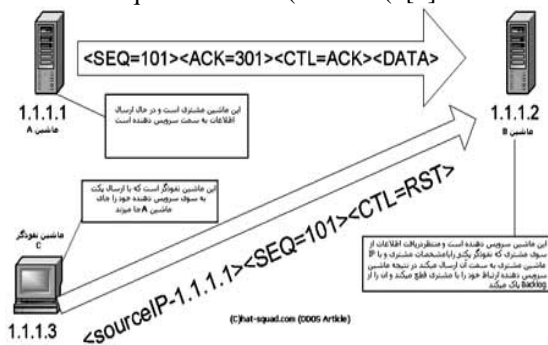 <SEQ=101><ACK=301><CTL=ACK><DATA>
1.1.1.1
ماشین A
1.1.1.2
ماشین B
این ماشین مشتری است و در حال ارسال
اطلاعات به سمت سرویس دهنده است
این ماشین نفوذگر است که با ارسال پکت
به سوی سرویس دهنده خود را جای
ماشین A جا میزند
ماشین نفوذگر
C
1.1.1.3
<sourceIP-1.1.1.1><SEQ=101><CTL=RST>
این ماشین سرویس دهنده است و منتظر دریافت اطلاعات از
سوی مشتری که نفوذگر پکتی را با مشخصات مشتری و با IP
ماشین مشتری به سمت آن ارسال میکند در نتیجه ماشین
سرویس دهنده ارتباط خود را با مشتری قطع میکند و آن را از
Backlog پاک میکند
(C)hat-squad.com (DDOS Article)